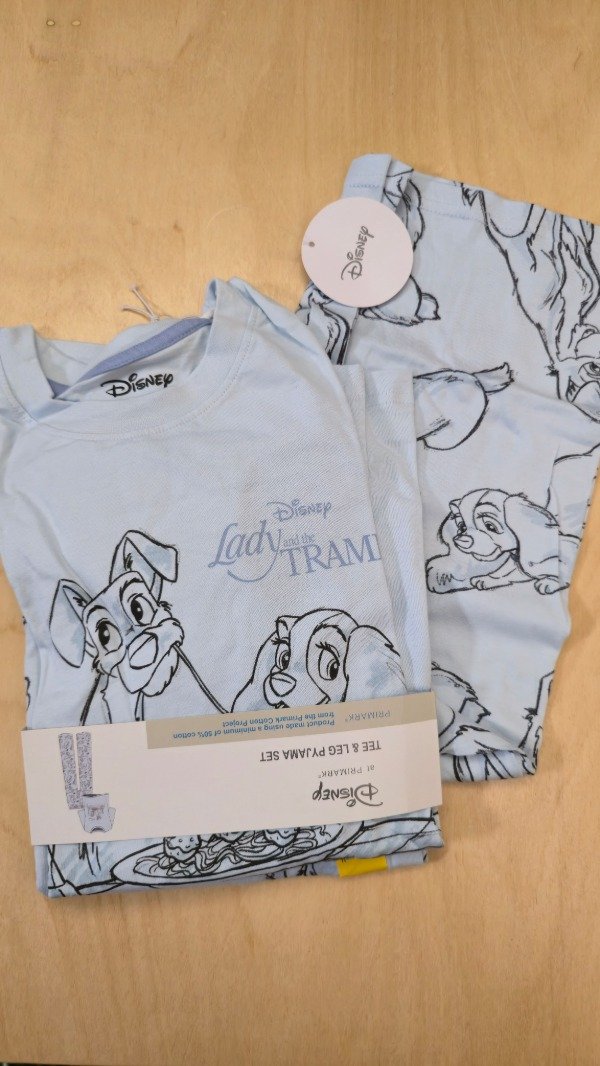 Disney
Disney
Disney
Lady and the
TRAM
Disney
at PRIMARK®
TEE & LEG PYJAMA SET
Product made using a minimum of 50% cotton
from the Primark Cotton Project
PRIMARK®